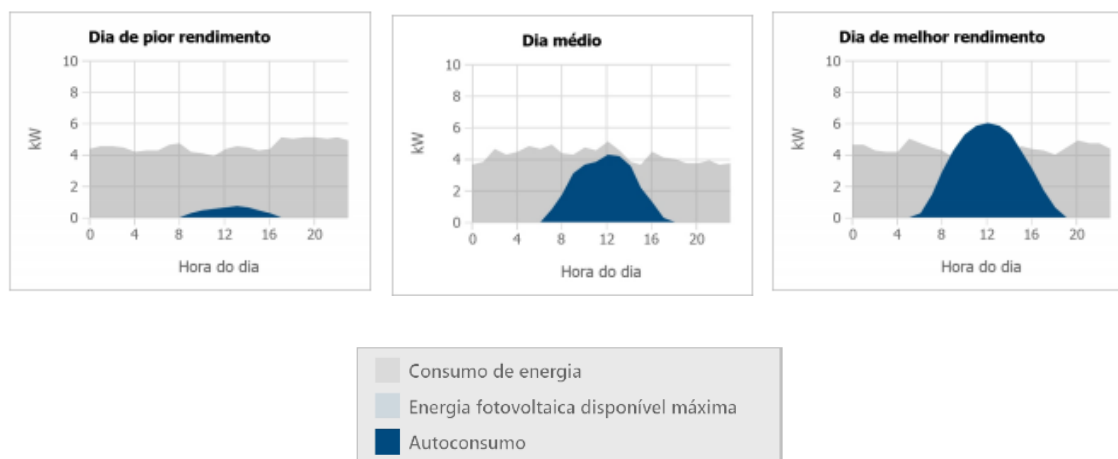 Dia de pior rendimento
10
8
6
4
2
0
kW
0 4 8 12 16 20
Hora do dia
Dia médio
10
8
6
4
2
0
kW
0 4 8 12 16 20
Hora do dia
Dia de melhor rendimento
10
8
6
4
2
0
kW
0 4 8 12 16 20
Hora do dia
Consumo de energia
Energia fotovoltaica disponível máxima
Autoconsumo